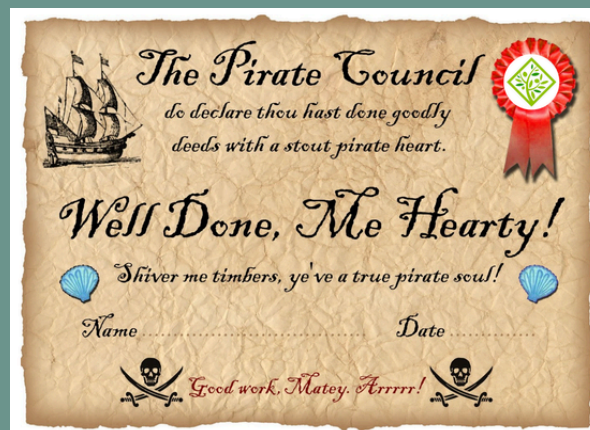 The Pirate Council
do declare thou hast done goodly
deeds with a stout pirate heart.
Well Done, Me Hearty!
Shiver me timbers, ye've a true pirate soul!
Name ................................... Date ..............
Good work, Matey. Arrrrr!